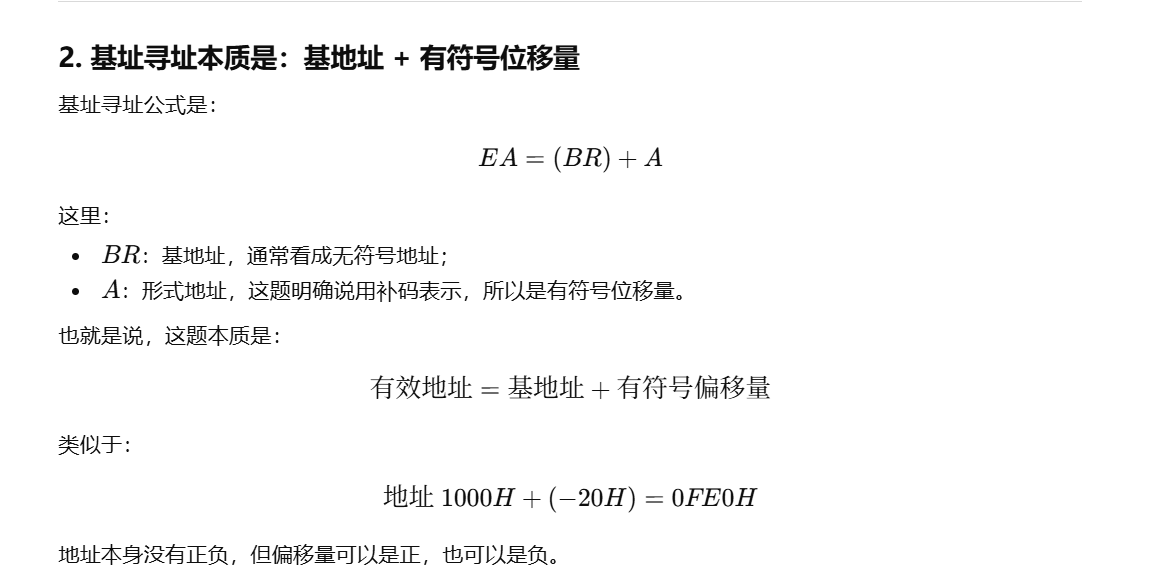 2. 基址寻址本质是：基地址 + 有符号位移量
基址寻址公式是：
EA = (BR) + A
这里：
• BR：基地址，通常看成无符号地址；
• A：形式地址，这题明确说用补码表示，所以是有符号位移量。
也就是说，这题本质是：
有效地址 = 基地址 + 有符号偏移量
类似于：
地址 1000H + (−20H) = 0FE0H
地址本身没有正负，但偏移量可以是正，也可以是负。